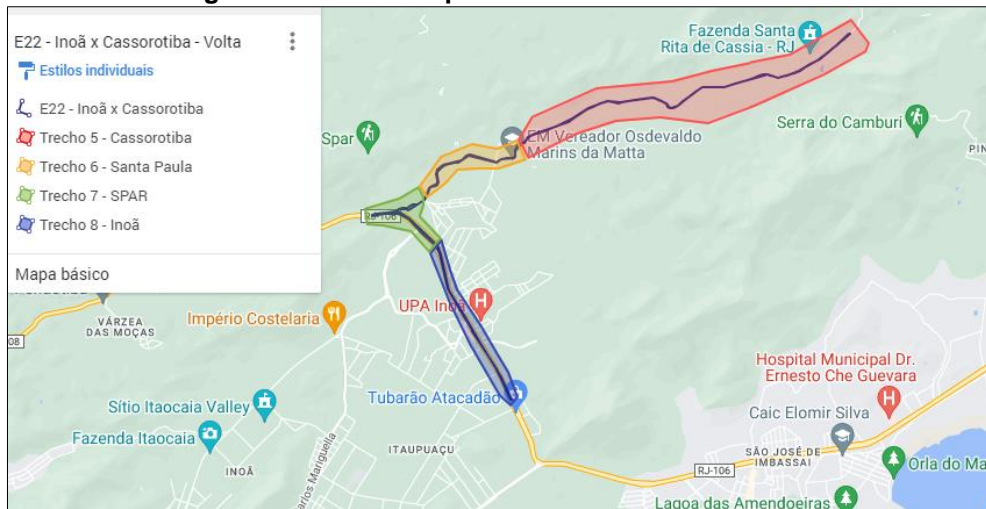 E22 - Inoã x Cassorotiba - Volta
Estilos individuais
E22 - Inoã x Cassorotiba
Trecho 5 - Cassorotiba
Trecho 6 - Santa Paula
Trecho 7 - SPAR
Trecho 8 - Inoã
Mapa básico
Fazenda Santa
Rita de Cassia - RJ
Serra do Camburi
Spar
EM Vereador Osdevaldo
Marins da Matta
RJ-106
UPA Inoã
Império Costelaria
VÁRZEA
DAS MOÇAS
Tubarão Atacadão
Hospital Municipal Dr.
Ernesto Che Guevara
Sítio Itaocaia Valley
Caic Elomir Silva
Fazenda Itaocaia
ITAIPUAÇU
SÃO JOSÉ DE
IMBASSAI
INOÃ
RJ-106
Orla do Ma
Lagoa das Amendoeiras